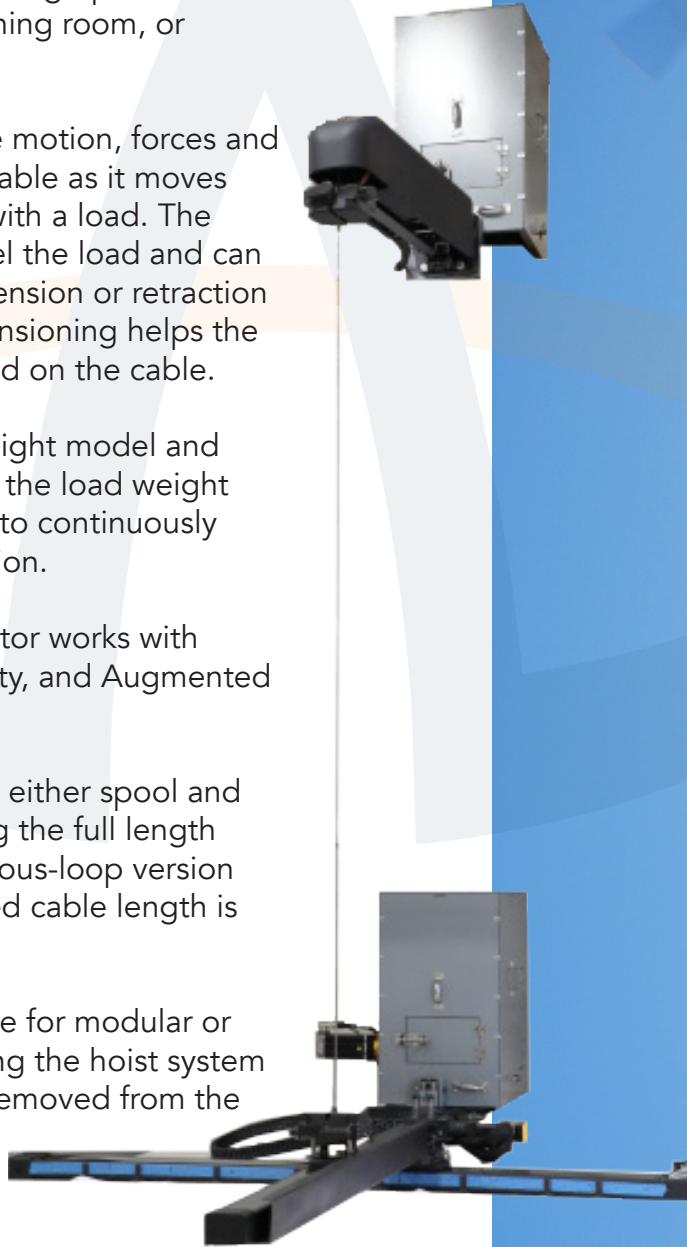 ning room, or
motion, forces and
able as it moves
with a load. The
el the load and can
ension or retraction
nsioning helps the
d on the cable.
ight model and
the load weight
to continuously
ion.
tor works with
ty, and Augmented
either spool and
g the full length
ous-loop version
ed cable length is
e for modular or
ng the hoist system
emoved from the